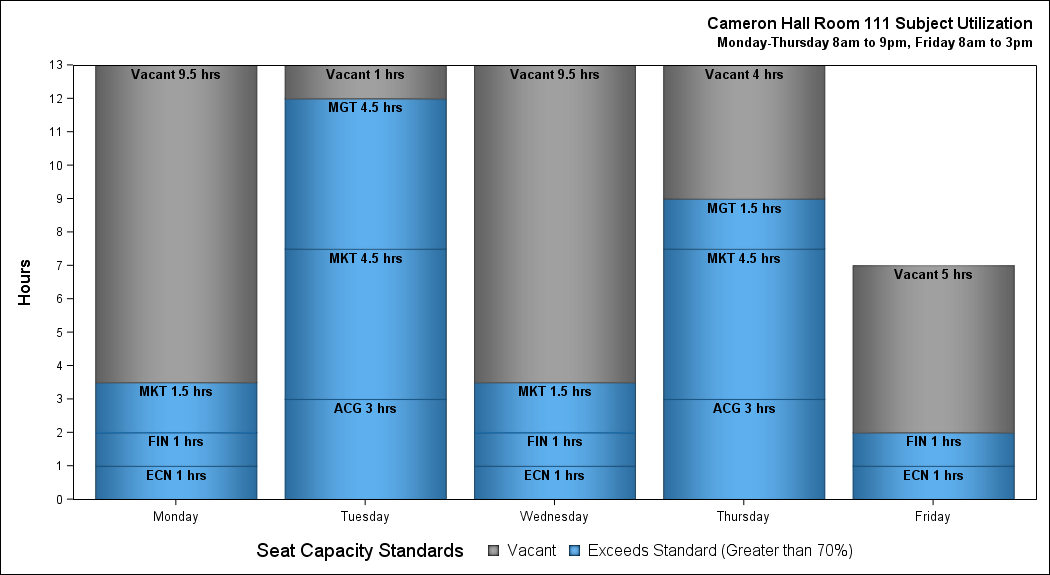 Cameron Hall Room 111 Subject Utilization
Monday-Thursday 8am to 9pm, Friday 8am to 3pm
Hours
13
12
11
10
9
8
7
6
5
4
3
2
1
0
Vacant 9.5 hrs
MKT 1.5 hrs
FIN 1 hrs
ECN 1 hrs
Vacant 1 hrs
MGT 4.5 hrs
MKT 4.5 hrs
ACG 3 hrs
Vacant 9.5 hrs
MKT 1.5 hrs
FIN 1 hrs
ECN 1 hrs
Vacant 4 hrs
MGT 1.5 hrs
MKT 4.5 hrs
ACG 3 hrs
Vacant 5 hrs
FIN 1 hrs
ECN 1 hrs
Monday Tuesday Wednesday Thursday Friday
Seat Capacity Standards Vacant Exceeds Standard (Greater than 70%)